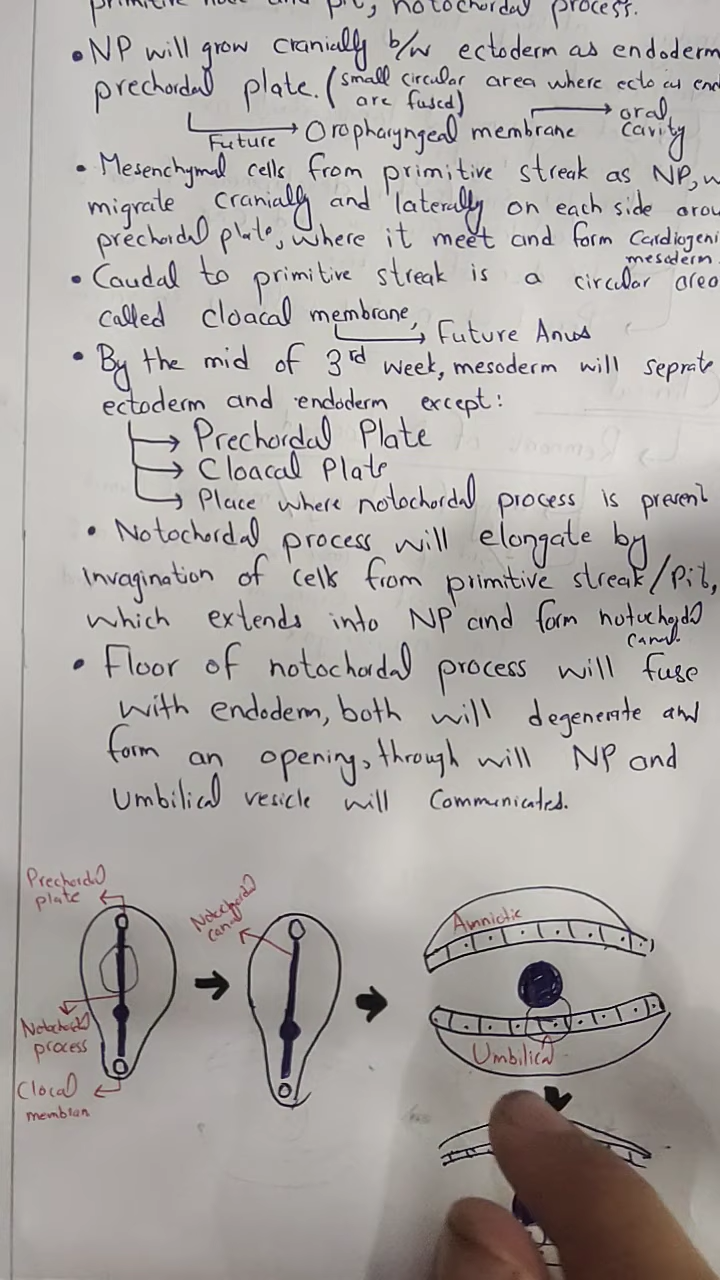 primitive node and pit, notochordal process.
• NP will grow cranially b/w ectoderm as endoderm
prechordal plate. (small circular area where ecto as end
are fused)
Future → Oropharyngeal membrane → oral cavity
• Mesenchymal cells from primitive streak as NP, w
migrate cranially and laterally on each side arou
prechordal plate, where it meet and form Cardiogeni
mesoderm
• Caudal to primitive streak is a circular area
called cloacal membrane,
→ Future Anus
• By the mid of 3rd week, mesoderm will seprate
ectoderm and endoderm except:
→ Prechordal Plate
→ Cloacal Plate
→ Place where notochordal process is present
• Notochordal process will elongate by
invagination of cells from primitive streak/Pit,
which extends into NP and form notochordal
canal.
• Floor of notochordal process will fuse
with endoderm, both will degenerate and
form an opening, through will NP and
Umbilical vesicle will Communicated.
Prechordal
plate
Notochordal
process
Clocal
membran
Notochordal
canal
Amniotic
Umbilical